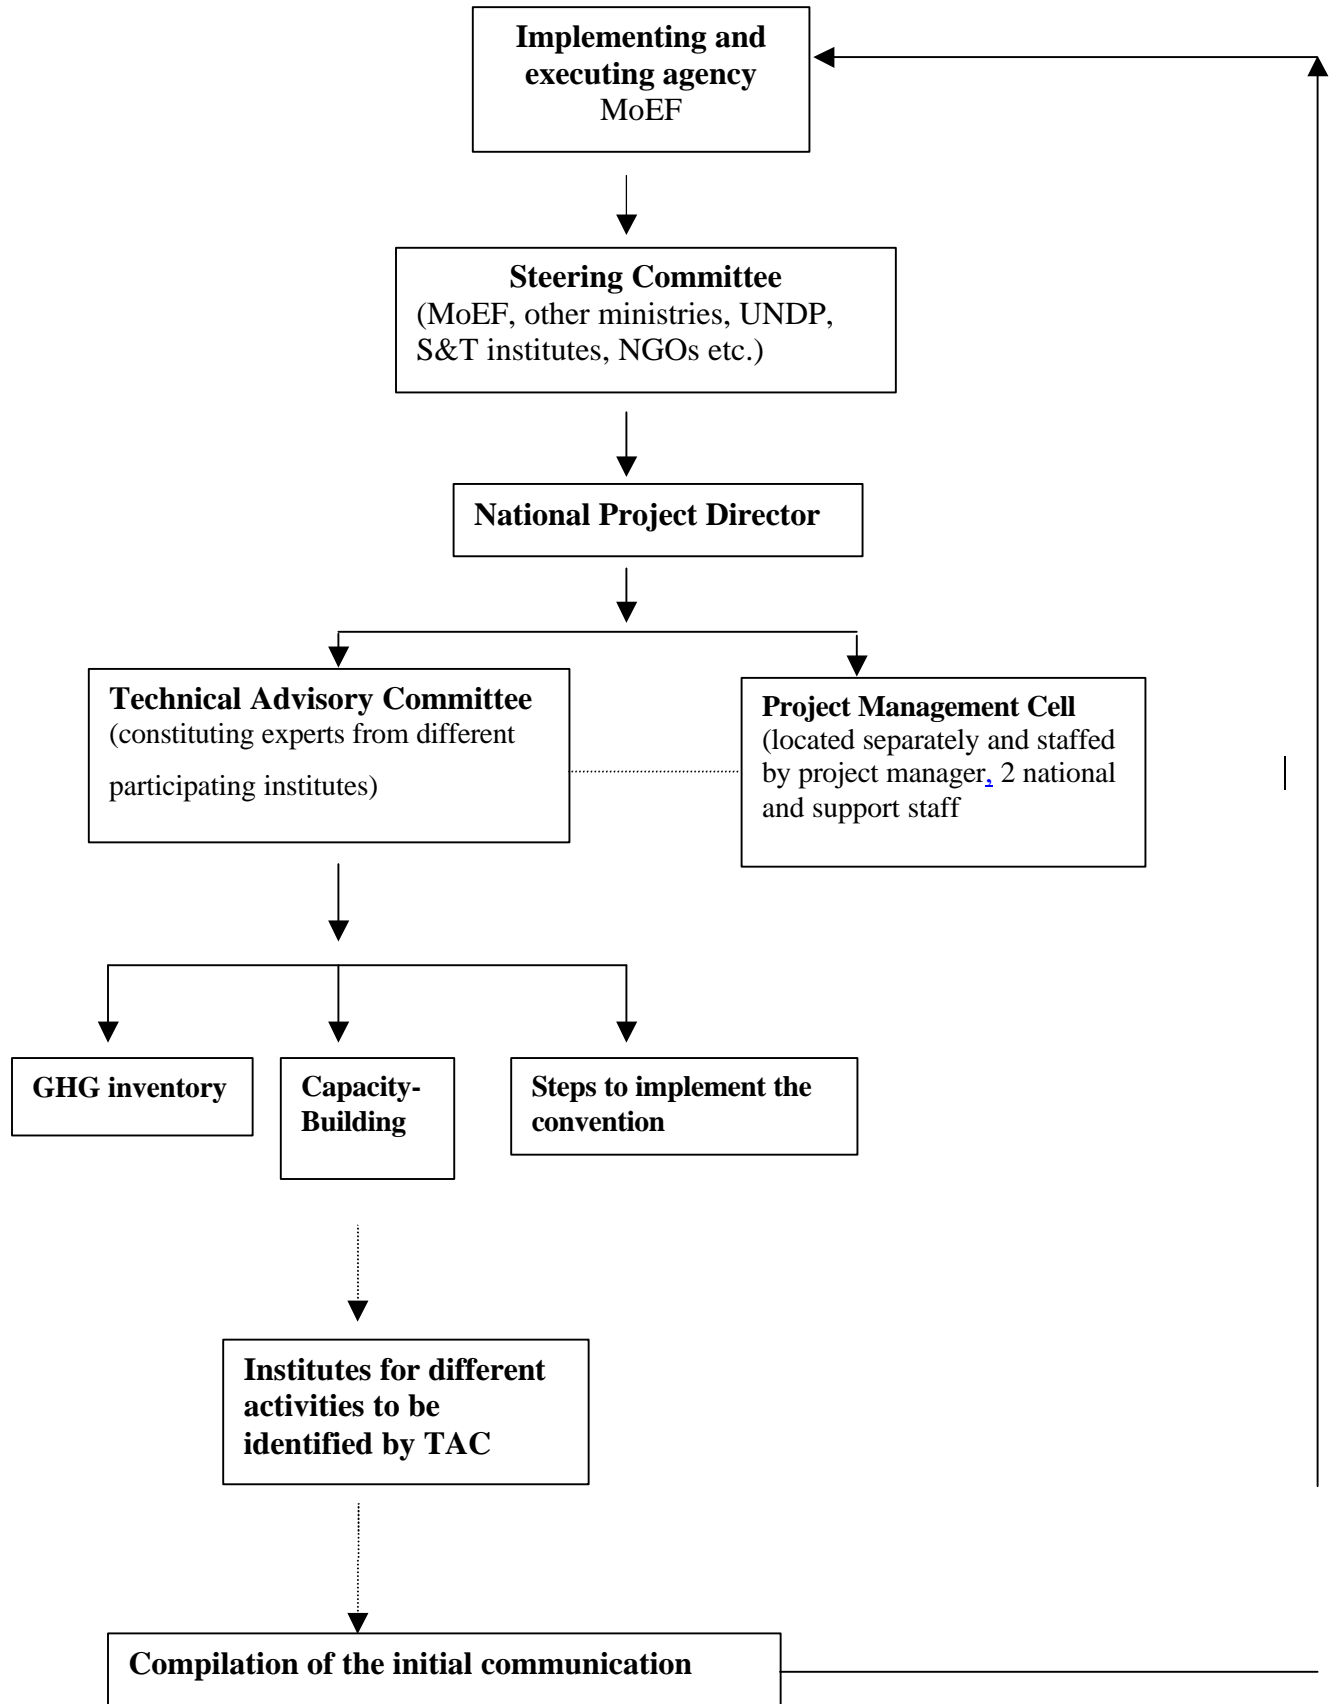 Implementing and
executing agency
MoEF
Steering Committee
(MoEF, other ministries, UNDP,
S&T institutes, NGOs etc.)
National Project Director
Technical Advisory Committee
(constituting experts from different
participating institutes)
Project Management Cell
(located separately and staffed
by project manager, 2 national
and support staff
GHG inventory
Capacity-
Building
Steps to implement the
convention
Institutes for different
activities to be
identified by TAC
Compilation of the initial communication